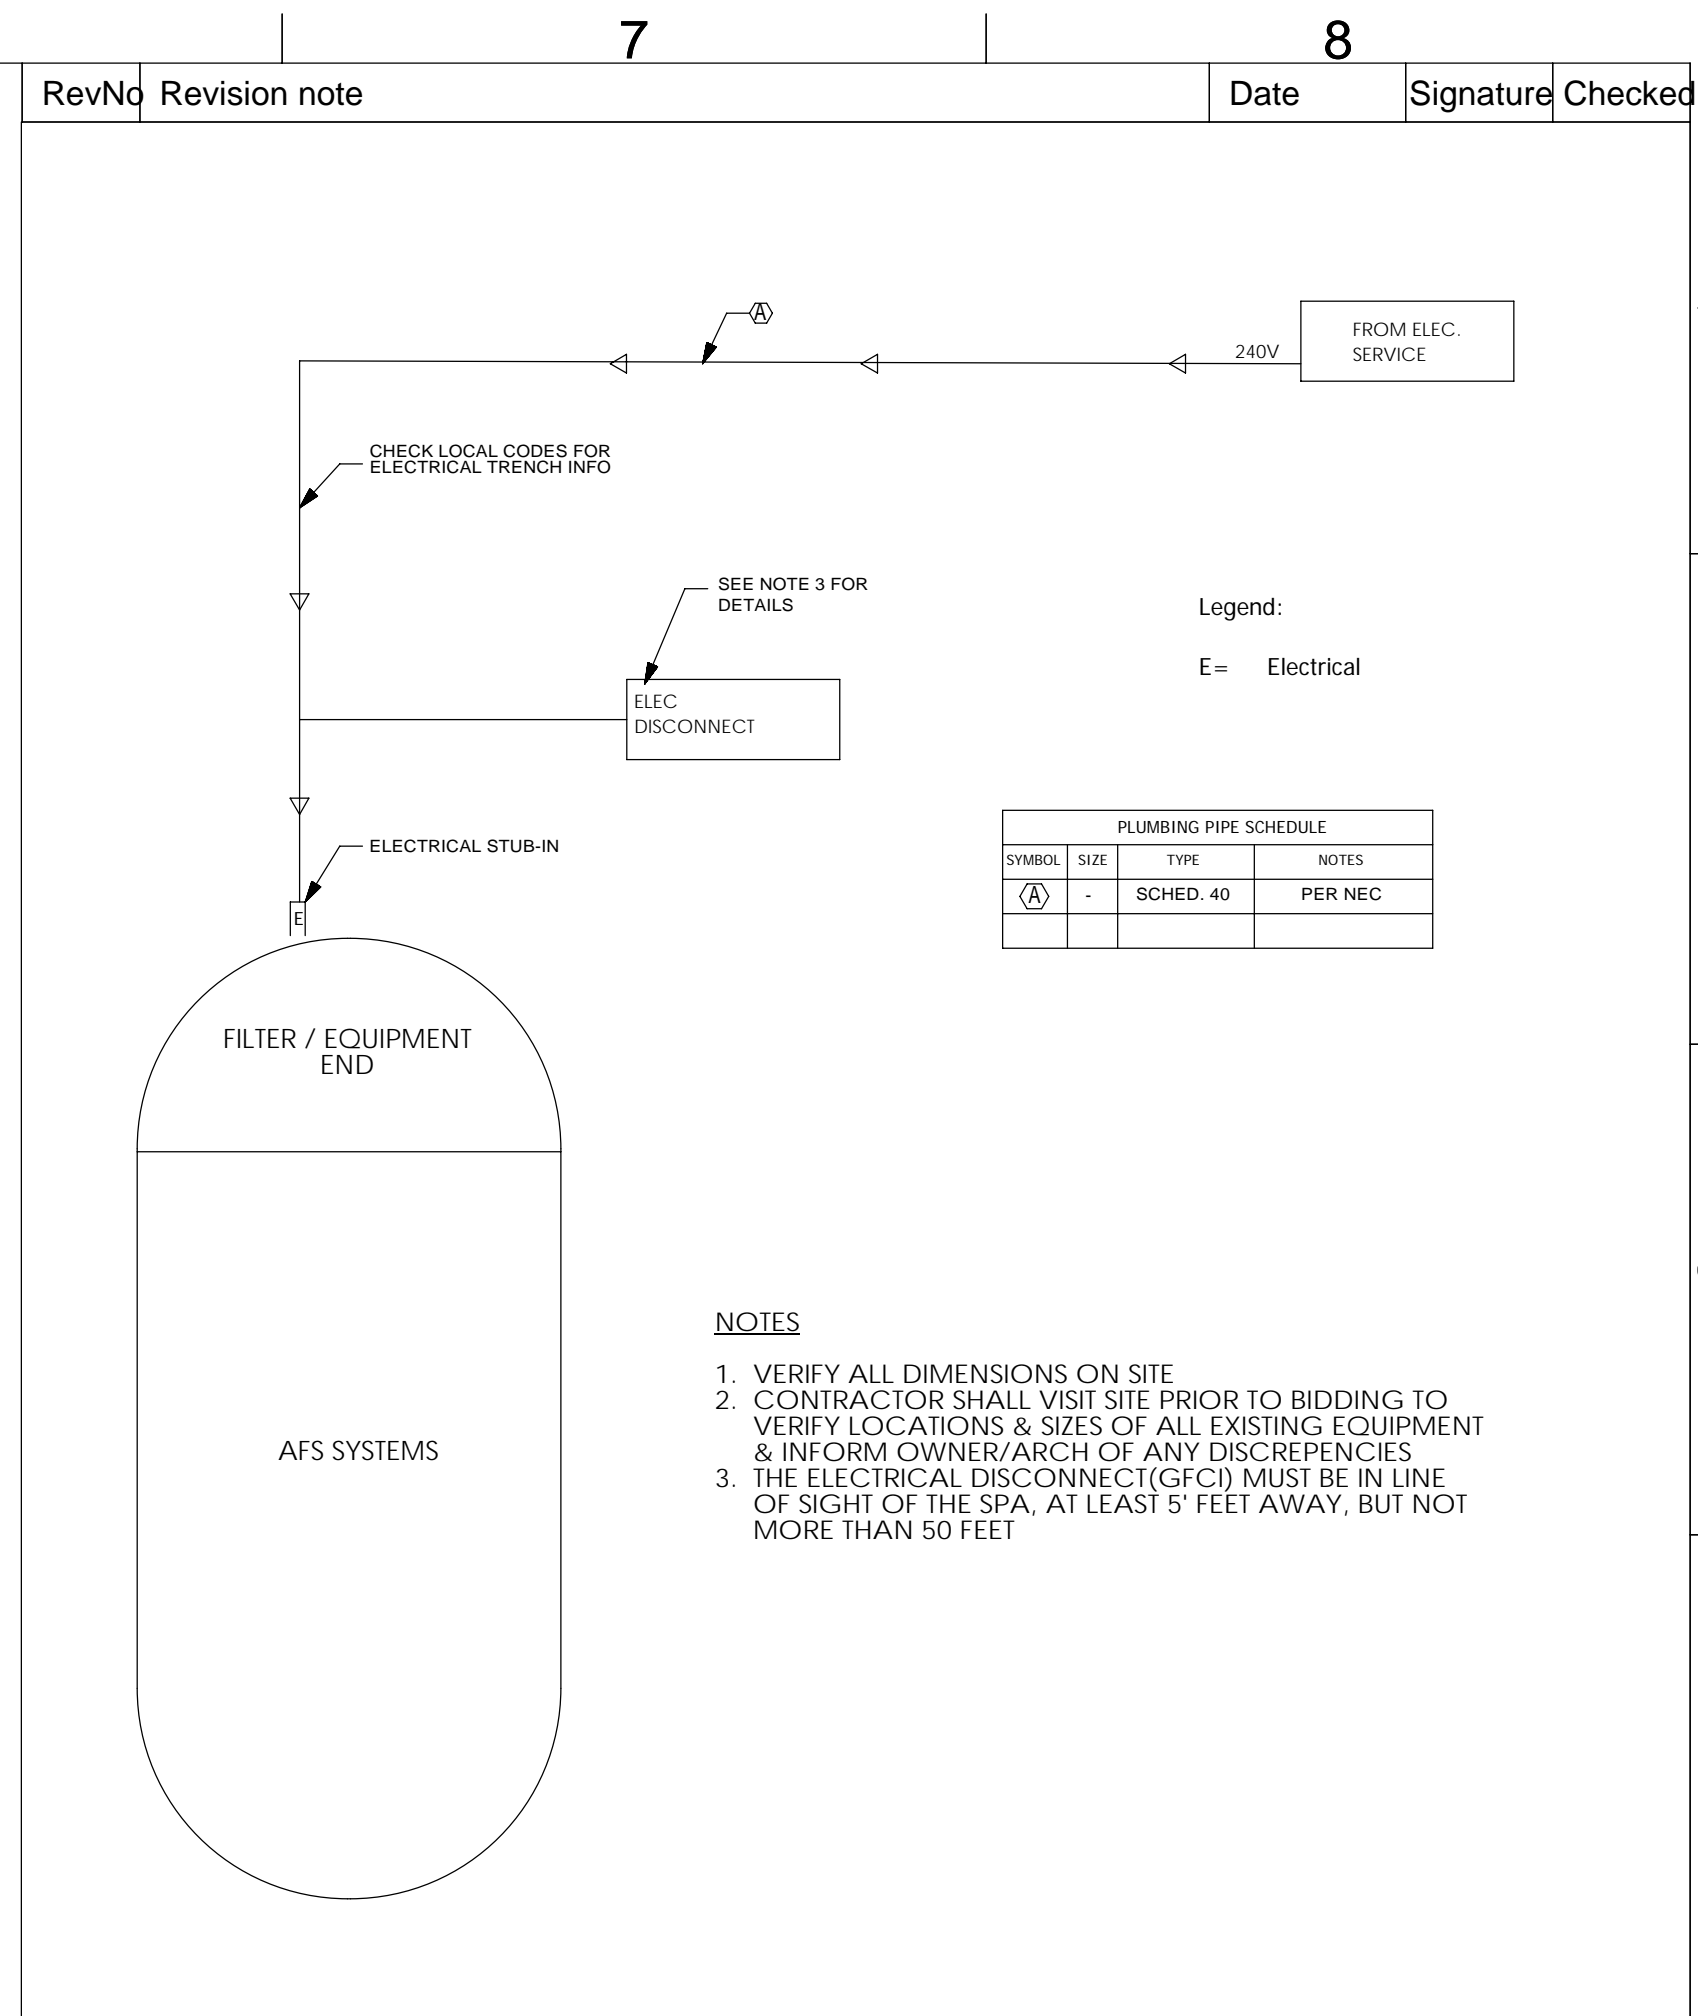 7
8
RevNo Revision note Date Signature Checked
A
FROM ELEC.
SERVICE
240V
CHECK LOCAL CODES FOR
ELECTRICAL TRENCH INFO
SEE NOTE 3 FOR
DETAILS
ELEC
DISCONNECT
Legend:
E= Electrical
ELECTRICAL STUB-IN
E
PLUMBING PIPE SCHEDULE
SYMBOL SIZE TYPE NOTES
A - SCHED. 40 PER NEC
FILTER / EQUIPMENT
END
AFS SYSTEMS
NOTES
1. VERIFY ALL DIMENSIONS ON SITE
2. CONTRACTOR SHALL VISIT SITE PRIOR TO BIDDING TO
VERIFY LOCATIONS & SIZES OF ALL EXISTING EQUIPMENT
& INFORM OWNER/ARCH OF ANY DISCREPENCIES
3. THE ELECTRICAL DISCONNECT(GFCI) MUST BE IN LINE
OF SIGHT OF THE SPA, AT LEAST 5' FEET AWAY, BUT NOT
MORE THAN 50 FEET